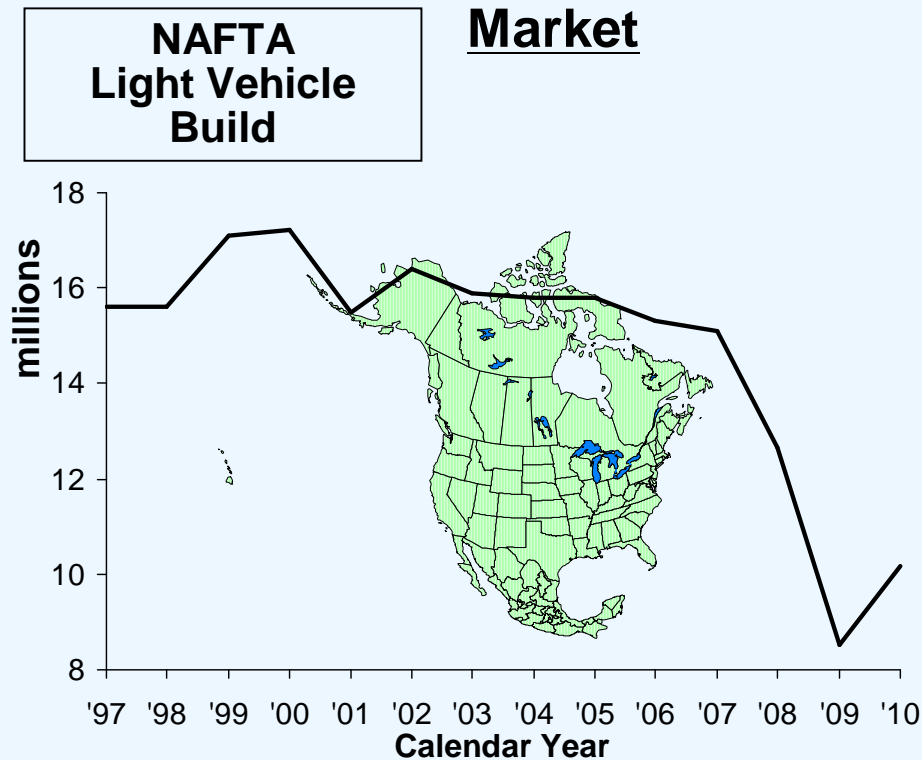 NAFTA
Light Vehicle
Build
Market
millions
18
16
14
12
10
8
'97 '98 '99 '00 '01 '02 '03 '04 '05 '06 '07 '08 '09 '10
Calendar Year